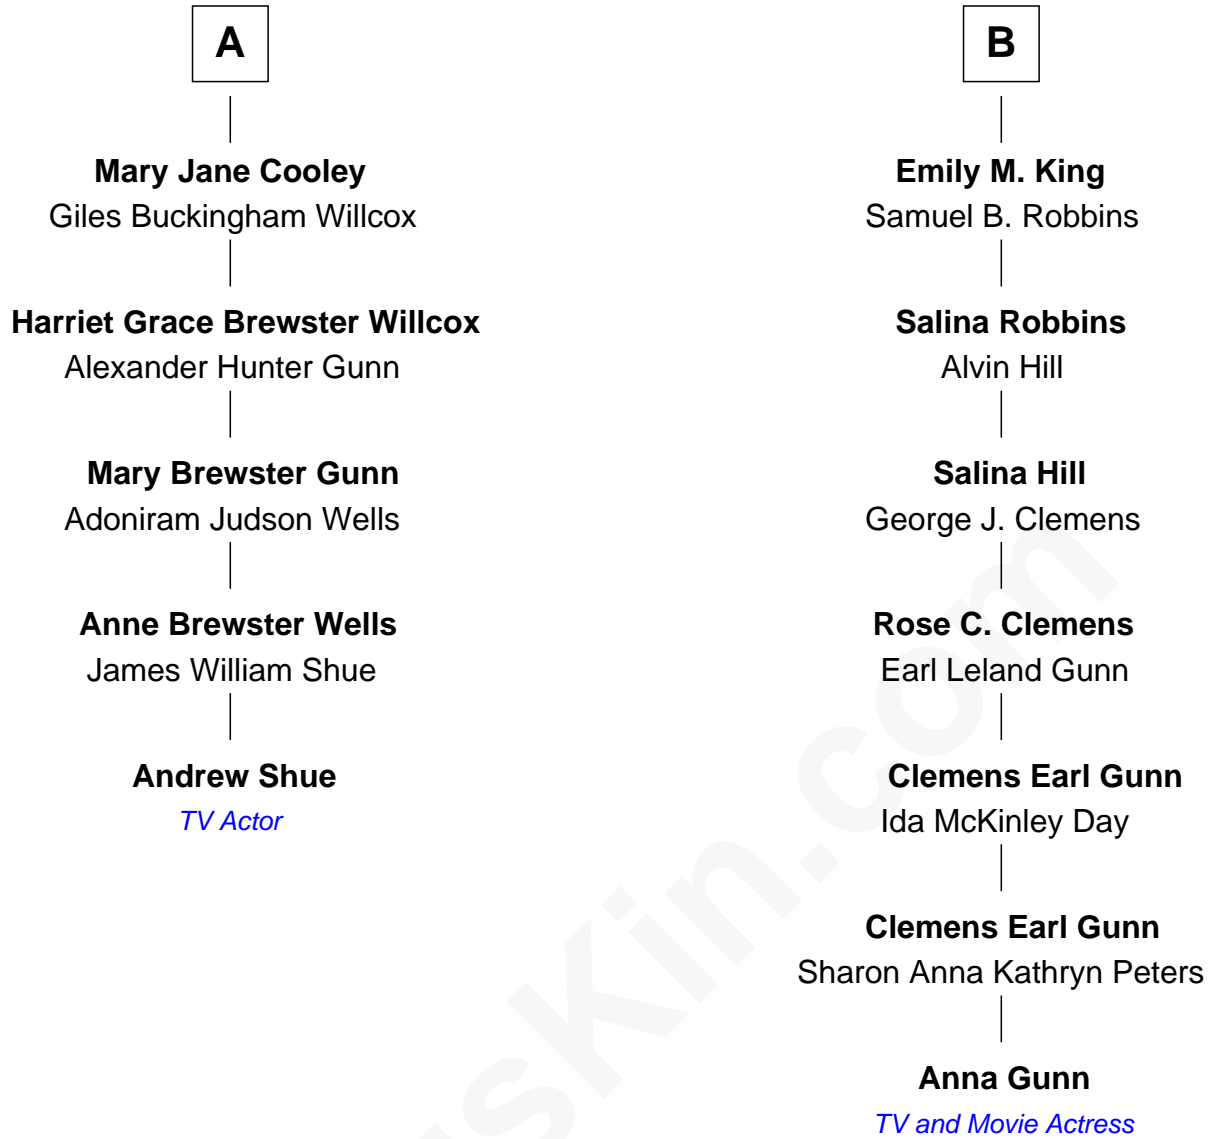 A
Mary Jane Cooley
Giles Buckingham Willcox
Harriet Grace Brewster Willcox
Alexander Hunter Gunn
Mary Brewster Gunn
Adoniram Judson Wells
Anne Brewster Wells
James William Shue
Andrew Shue
TV Actor
B
Emily M. King
Samuel B. Robbins
Salina Robbins
Alvin Hill
Salina Hill
George J. Clemens
Rose C. Clemens
Earl Leland Gunn
Clemens Earl Gunn
Ida McKinley Day
Clemens Earl Gunn
Sharon Anna Kathryn Peters
Anna Gunn
TV and Movie Actress
sKin.com